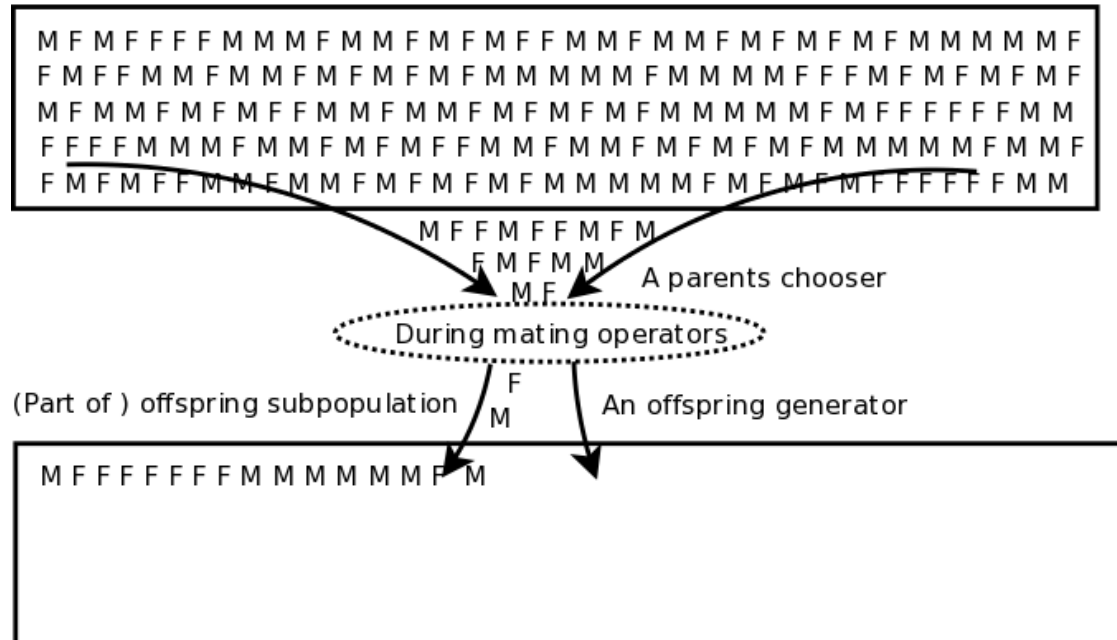 M F M F F F F M M M F M M F M F M F F M M F M M F M F M F M F M M M M M F
F M F F M M F M M F M F M F M F M M M M M F M M M M F F F M F M F M F M F
M F M M F M F M F F M M F M M F M F M F M F M M M M M F M F F F F F F M M
F F F F M M M F M M F M F M F M F F M M F M M F M F M F M M M M M F M M F
F M F M F F M M F M M F M F M F M F M M M M M F M F M F M F F F F F F M M
M F F M F F M F M
F M F M M
M F
A parents chooser
During mating operators
F
(Part of ) offspring subpopulation
An offspring generator
M
M F F F F F F F M M M M M M F M